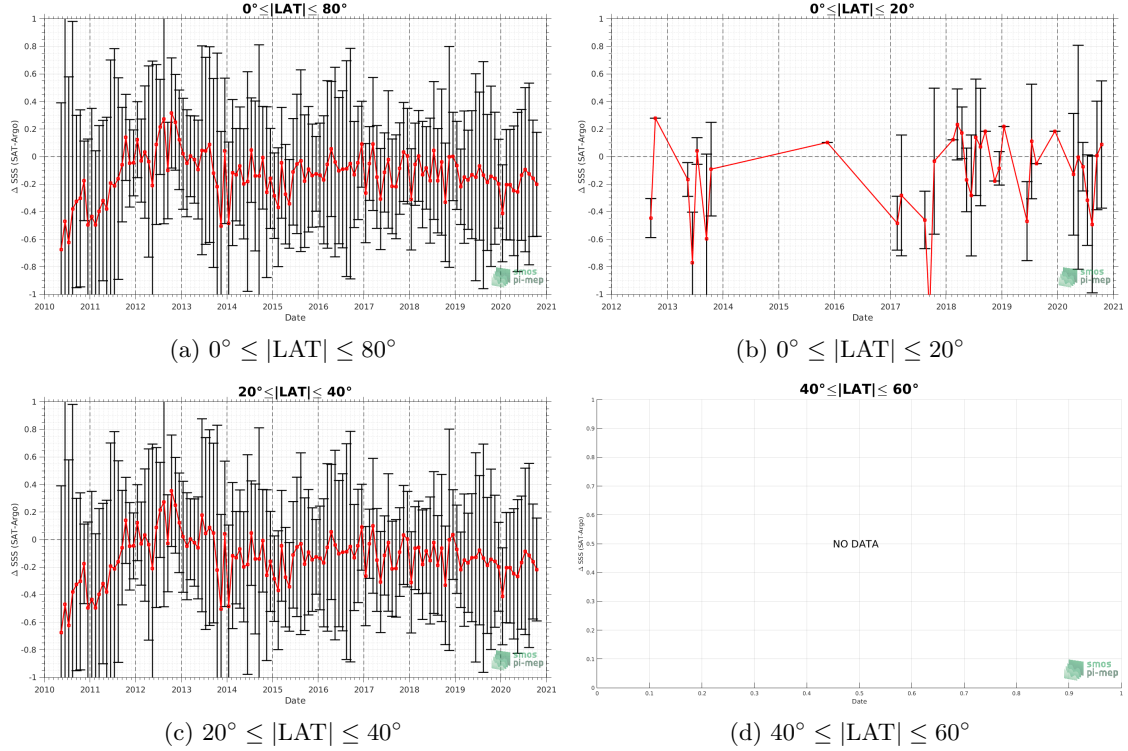 0°≤|LAT|≤ 80°
Δ SSS (SAT-Argo)
1
0.8
0.6
0.4
0.2
0
-0.2
-0.4
-0.6
-0.8
-1
2010 2011 2012 2013 2014 2015 2016 2017 2018 2019 2020 2021
Date
smos
pi-mep
(a) 0° ≤ |LAT| ≤ 80°
0°≤|LAT|≤ 20°
Δ SSS (SAT-Argo)
1
0.8
0.6
0.4
0.2
0
-0.2
-0.4
-0.6
-0.8
-1
2012 2013 2014 2015 2016 2017 2018 2019 2020 2021
Date
smos
pi-mep
(b) 0° ≤ |LAT| ≤ 20°
20°≤|LAT|≤ 40°
Δ SSS (SAT-Argo)
1
0.8
0.6
0.4
0.2
0
-0.2
-0.4
-0.6
-0.8
-1
2010 2011 2012 2013 2014 2015 2016 2017 2018 2019 2020 2021
Date
smos
pi-mep
(c) 20° ≤ |LAT| ≤ 40°
40°≤|LAT|≤ 60°
Δ SSS (SAT-Argo)
1
0.9
0.8
0.7
0.6
0.5
0.4
0.3
0.2
0.1
0
NO DATA
0 0.1 0.2 0.3 0.4 0.5 0.6 0.7 0.8 0.9 1
Date
smos
pi-mep
(d) 40° ≤ |LAT| ≤ 60°